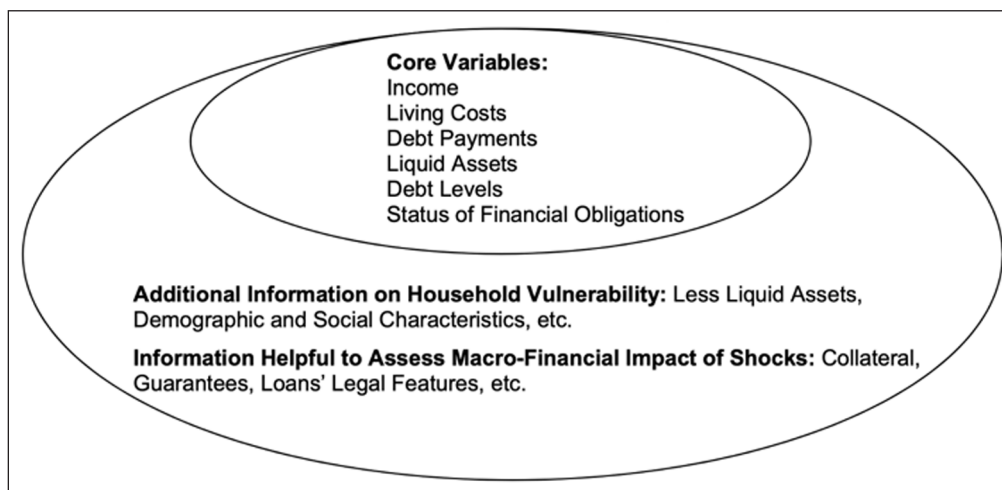 Core Variables:
Income
Living Costs
Debt Payments
Liquid Assets
Debt Levels
Status of Financial Obligations
Additional Information on Household Vulnerability: Less Liquid Assets,
Demographic and Social Characteristics, etc.
Information Helpful to Assess Macro-Financial Impact of Shocks: Collateral,
Guarantees, Loans’ Legal Features, etc.